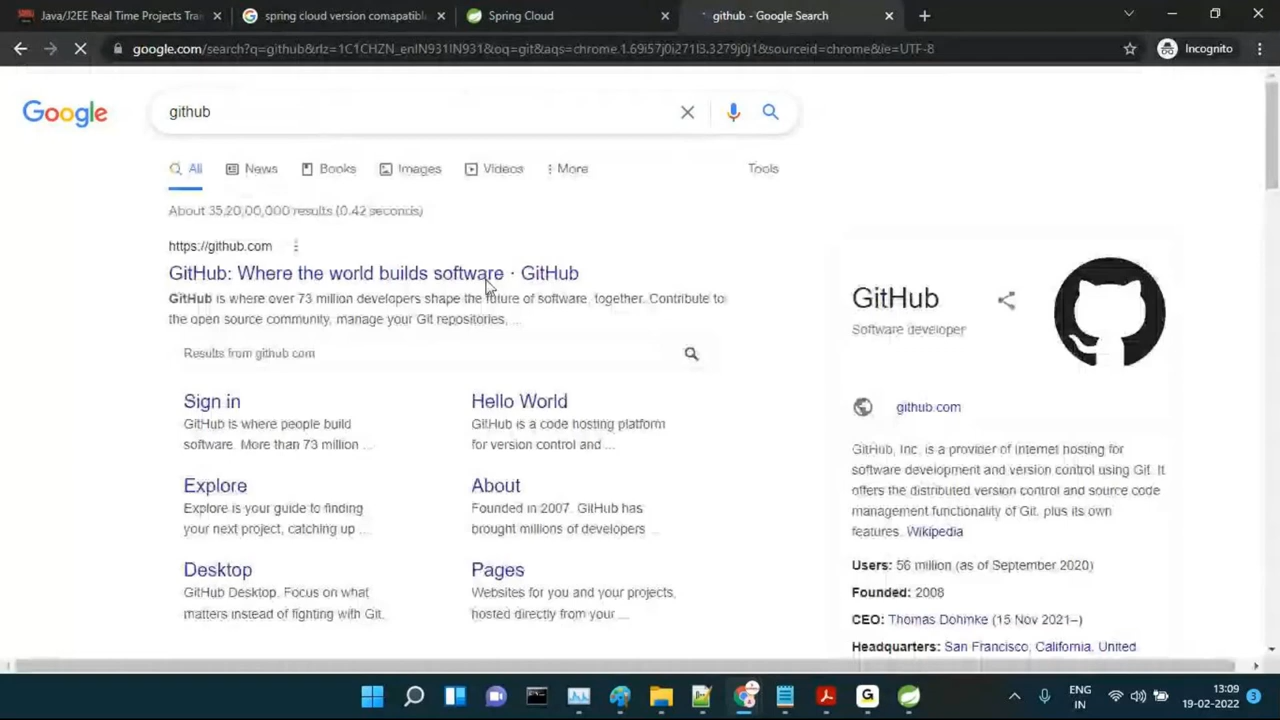 Java/J2EE Real Time Projects Tra
spring cloud version comapatibl
Spring Cloud
github - Google Search
google.com/search?q=github&rlz=1C1CHZN_enIN931IN931&oq=git&aqs=chrome.1.69i57j0i271l3.3279j0j1&sourceid=chrome&ie=UTF-8
Incognito
Google
github
All
News
Books
Images
Videos
More
Tools
About 35,20,00,000 results (0.42 seconds)
https://github.com
GitHub: Where the world builds software · GitHub
GitHub is where over 73 million developers shape the future of software, together. Contribute to
the open source community, manage your Git repositories, ...
Results from github.com
Sign in
GitHub is where people build
software. More than 73 million ...
Hello World
GitHub is a code hosting platform
for version control and ...
Explore
Explore is your guide to finding
your next project, catching up ...
About
Founded in 2007. GitHub has
brought millions of developers ...
Desktop
GitHub Desktop. Focus on what
matters instead of fighting with Git.
Pages
Websites for you and your projects,
hosted directly from your ...
GitHub
Software developer
github.com
GitHub, Inc. is a provider of Internet hosting for
software development and version control using Git. It
offers the distributed version control and source code
management functionality of Git, plus its own
features. Wikipedia
Users: 56 million (as of September 2020)
Founded: 2008
CEO: Thomas Dohmke (15 Nov 2021–)
Headquarters: San Francisco, California, United
ENG
IN
13:09
19-02-2022
3